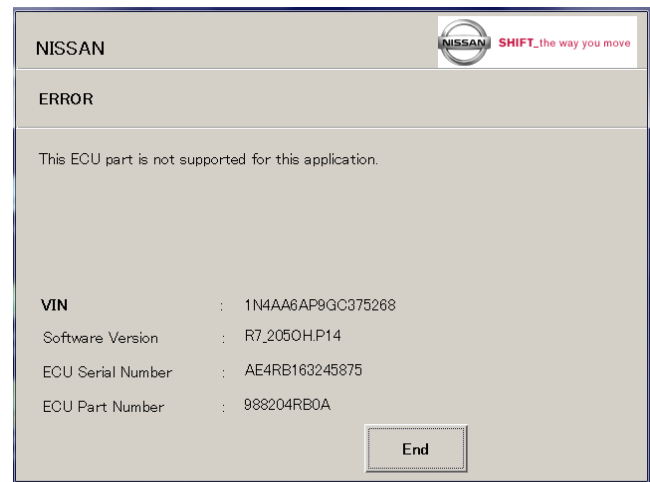 NISSAN
NISSAN SHIFT_the way you move
ERROR
This ECU part is not supported for this application.
VIN : 1N4AA6AP9GC375268
Software Version : R7_205OH.P14
ECU Serial Number : AE4RB163245875
ECU Part Number : 988204RB0A
End